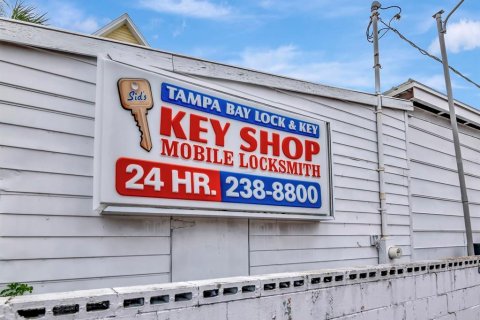 Sid's
TAMPA BAY LOCK & KEY
KEY SHOP
MOBILE LOCKSMITH
24 HR. 238-8800